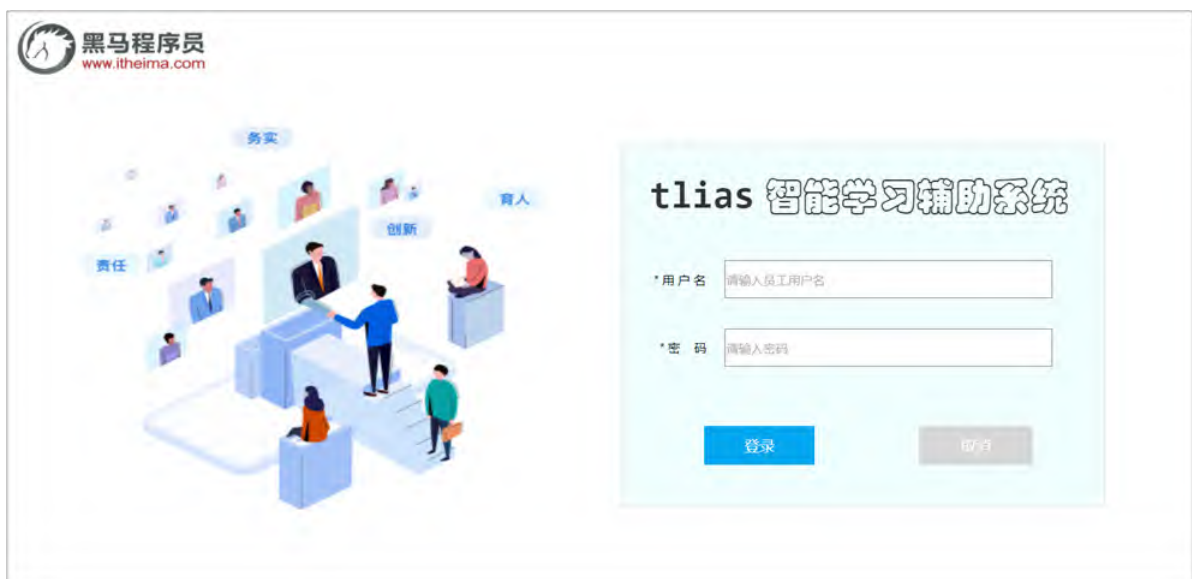 黑马程序员
www.itheima.com
务实
育人
创新
责任
tlias 智能学习辅助系统
*用户名 请输入员工用户名
*密 码 请输入密码
登录 取消